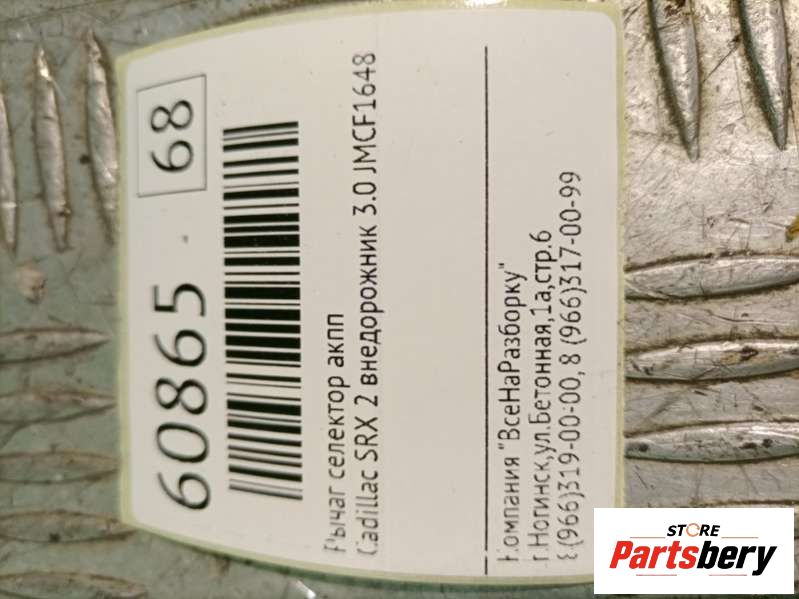 60865
68
Рычаг селектор акпп
Cadillac SRX 2 внедорожник 3.0 JMCF1648
Компания "ВсеНаРазборку"
г.Ногинск,ул.Бетонная,1а,стр.6
8 (966)319-00-00, 8 (966)317-00-99
STORE
Partsbery